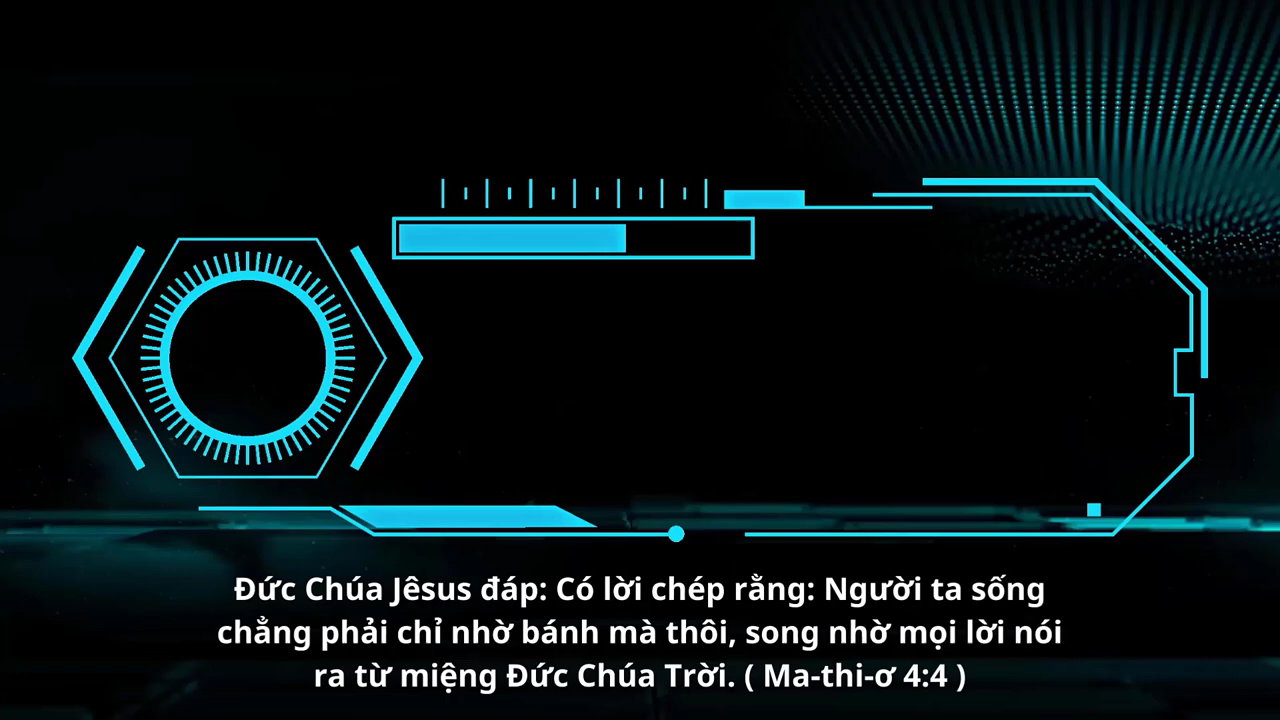 Đức Chúa Jêsus đáp: Có lời chép rằng: Người ta sống
chẳng phải chỉ nhờ bánh mà thôi, song nhờ mọi lời nói
ra từ miệng Đức Chúa Trời. ( Ma-thi-ơ 4:4 )